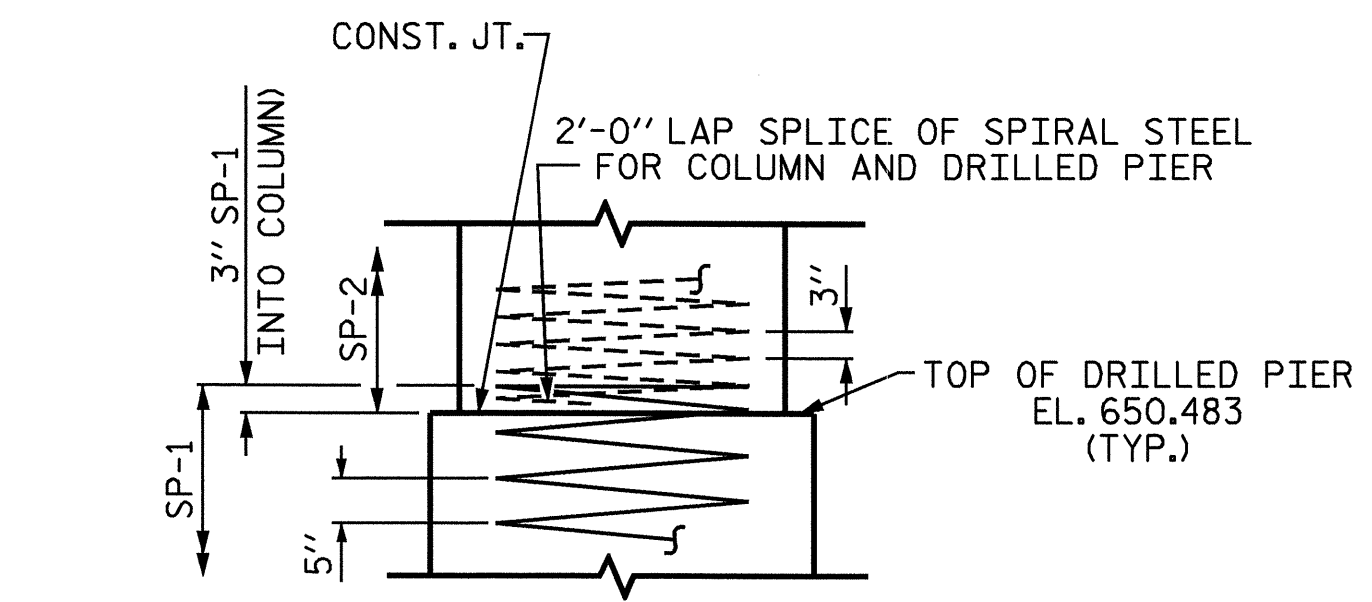 CONST. JT.
2'-0" LAP SPLICE OF SPIRAL STEEL
FOR COLUMN AND DRILLED PIER
3" SP-1
INTO COLUMN)
SP-2
3"
TOP OF DRILLED PIER
EL. 650.483
(TYP.)
SP-1
5"